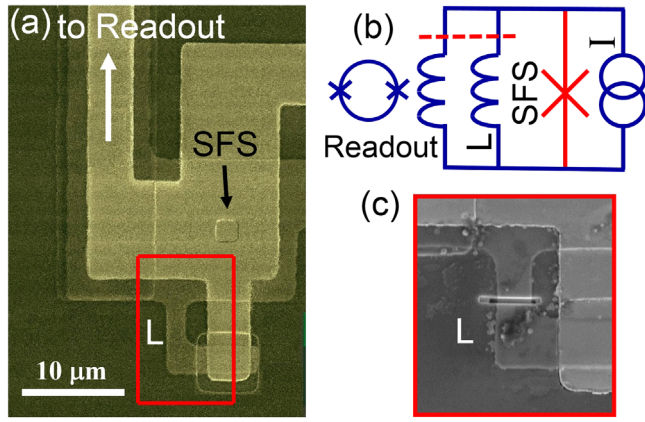 (a) to Readout
SFS
L
10 μm
(b)
I
SFS
L
Readout
(c)
L